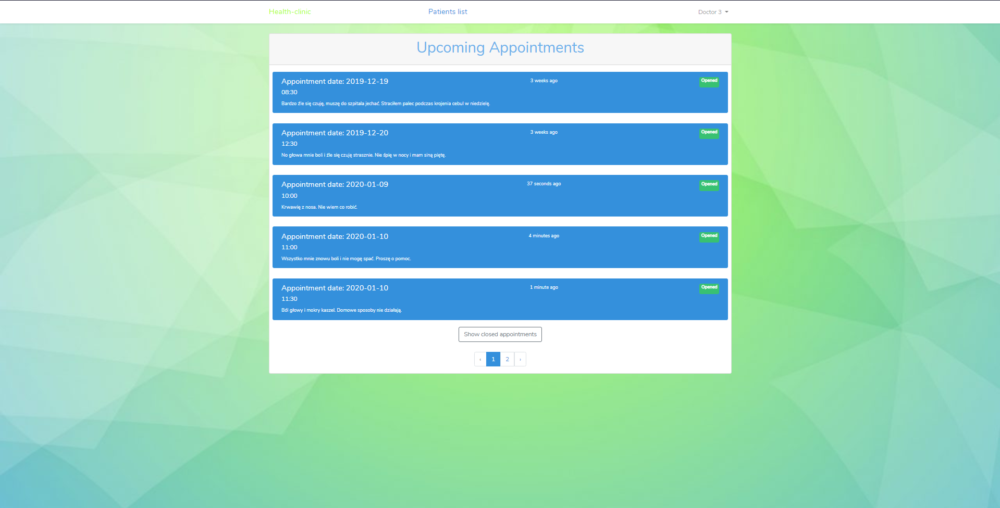 Health-clinic
Patients list
Doctor 3
Upcoming Appointments
Appointment date: 2019-12-19
3 weeks ago
Opened
08:30
Bardzo źle się czuję, muszę do szpitala jechać. Straciłem palec podczas krojenia cebul w niedzielę.
Appointment date: 2019-12-20
3 weeks ago
Opened
12:30
No głowa mnie boli i źle się czuję strasznie. Nie śpię w nocy i mam siną piętę.
Appointment date: 2020-01-09
37 seconds ago
Opened
10:00
Krwawię z nosa. Nie wiem co robić.
Appointment date: 2020-01-10
4 minutes ago
Opened
11:00
Wszystko mnie znowu boli i nie mogę spać. Proszę o pomoc.
Appointment date: 2020-01-10
1 minute ago
Opened
11:30
Ból głowy i mokry kaszel. Domowe sposoby nie działają.
Show closed appointments
‹ 1 2 ›